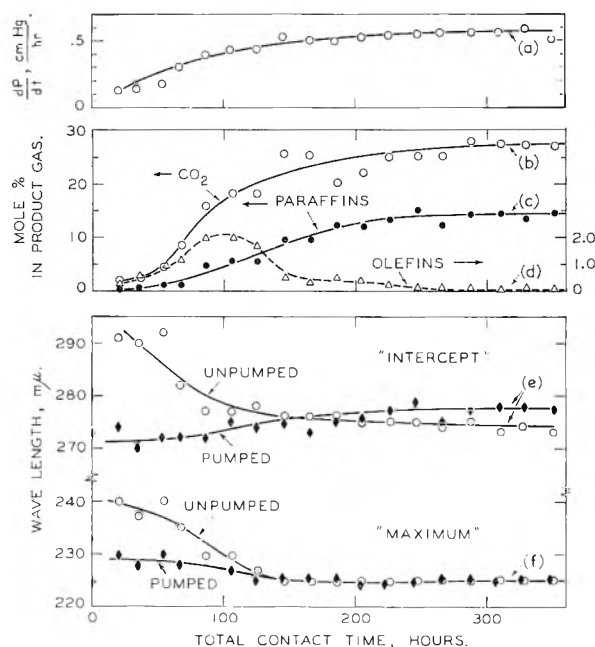 .5
0
dP/dt, cm Hg./hr
(a)
30
20
10
0
MOLE %
IN PRODUCT GAS.
CO2
(b)
PARAFFINS
(c)
2.0
1.0
0
OLEFINS
(d)
290
280
270
240
230
220
WAVE LENGTH, mμ.
"INTERCEPT"
UNPUMPED
(e)
PUMPED
UNPUMPED
"MAXIMUM"
PUMPED
(f)
0 100 200 300
TOTAL CONTACT TIME, HOURS.